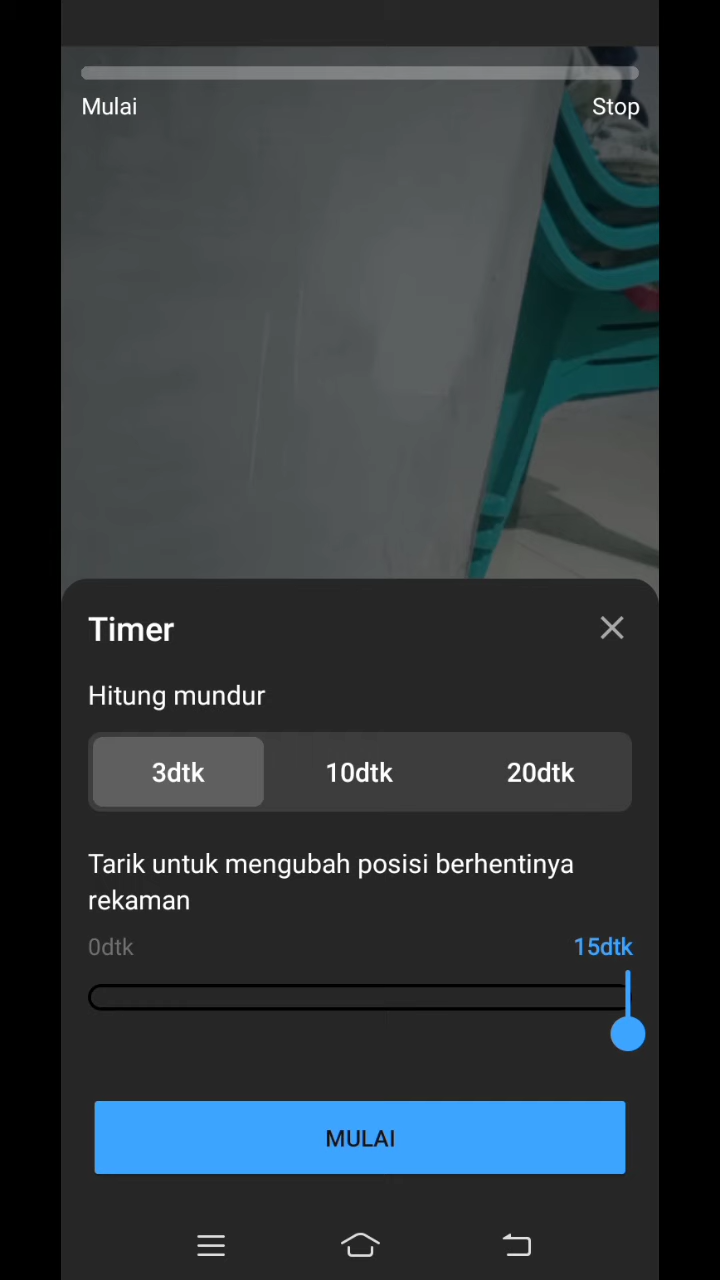 Mulai
Stop
Timer
Hitung mundur
3dtk
10dtk
20dtk
Tarik untuk mengubah posisi berhentinya
rekaman
0dtk
15dtk
MULAI